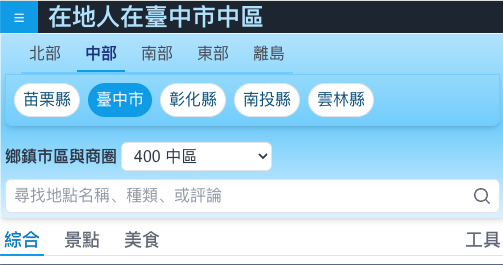 ≡ 在地人在臺中市中區
北部 中部 南部 東部 離島
苗栗縣 臺中市 彰化縣 南投縣 雲林縣
鄉鎮市區與商圈 400 中區
尋找地點名稱、種類、或評論
綜合 景點 美食 工具